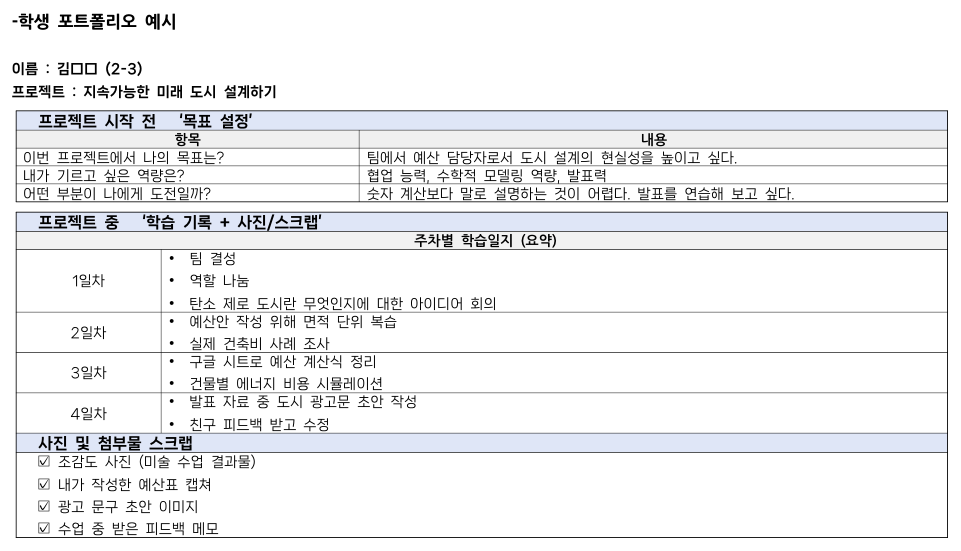 -학생 포트폴리오 예시
이름 : 김□□ (2-3)
프로젝트 : 지속가능한 미래 도시 설계하기
프로젝트 시작 전 '목표 설정'
항목 내용
이번 프로젝트에서 나의 목표는? 팀에서 예산 담당자로서 도시 설계의 현실성을 높이고 싶다.
내가 기르고 싶은 역량은? 협업 능력, 수학적 모델링 역량, 발표력
어떤 부분이 나에게 도전일까? 숫자 계산보다 말로 설명하는 것이 어렵다. 발표를 연습해 보고 싶다.
프로젝트 중 '학습 기록 + 사진/스크랩'
주차별 학습일지 (요약)
1일차
• 팀 결성
• 역할 나눔
• 탄소 제로 도시란 무엇인지에 대한 아이디어 회의
2일차
• 예산안 작성 위해 면적 단위 복습
• 실제 건축비 사례 조사
3일차
• 구글 시트로 예산 계산식 정리
• 건물별 에너지 비용 시뮬레이션
4일차
• 발표 자료 중 도시 광고문 초안 작성
• 친구 피드백 받고 수정
사진 및 첨부물 스크랩
☑ 조감도 사진 (미술 수업 결과물)
☑ 내가 작성한 예산표 캡쳐
☑ 광고 문구 초안 이미지
☑ 수업 중 받은 피드백 메모